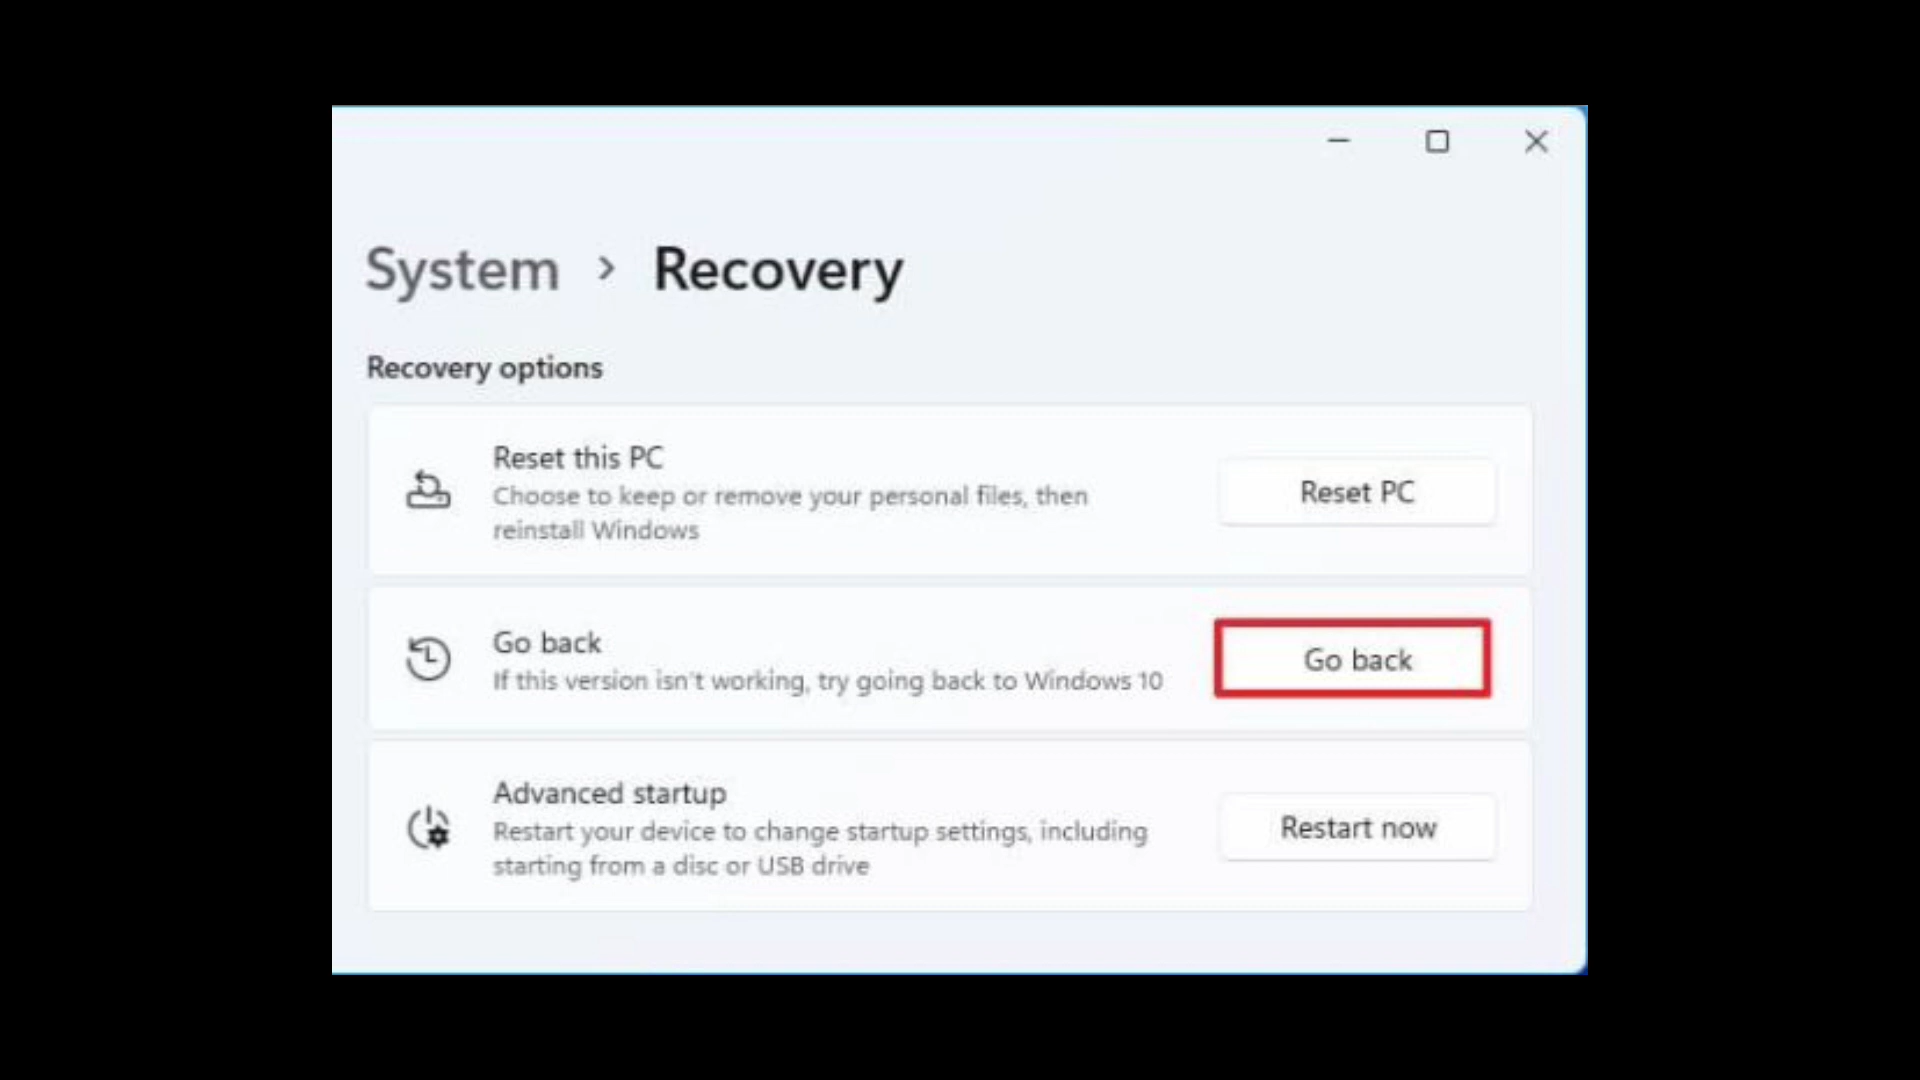 System > Recovery
Recovery options
Reset this PC
Choose to keep or remove your personal files, then
reinstall Windows
Reset PC
Go back
If this version isn't working, try going back to Windows 10
Go back
Advanced startup
Restart your device to change startup settings, including
starting from a disc or USB drive
Restart now